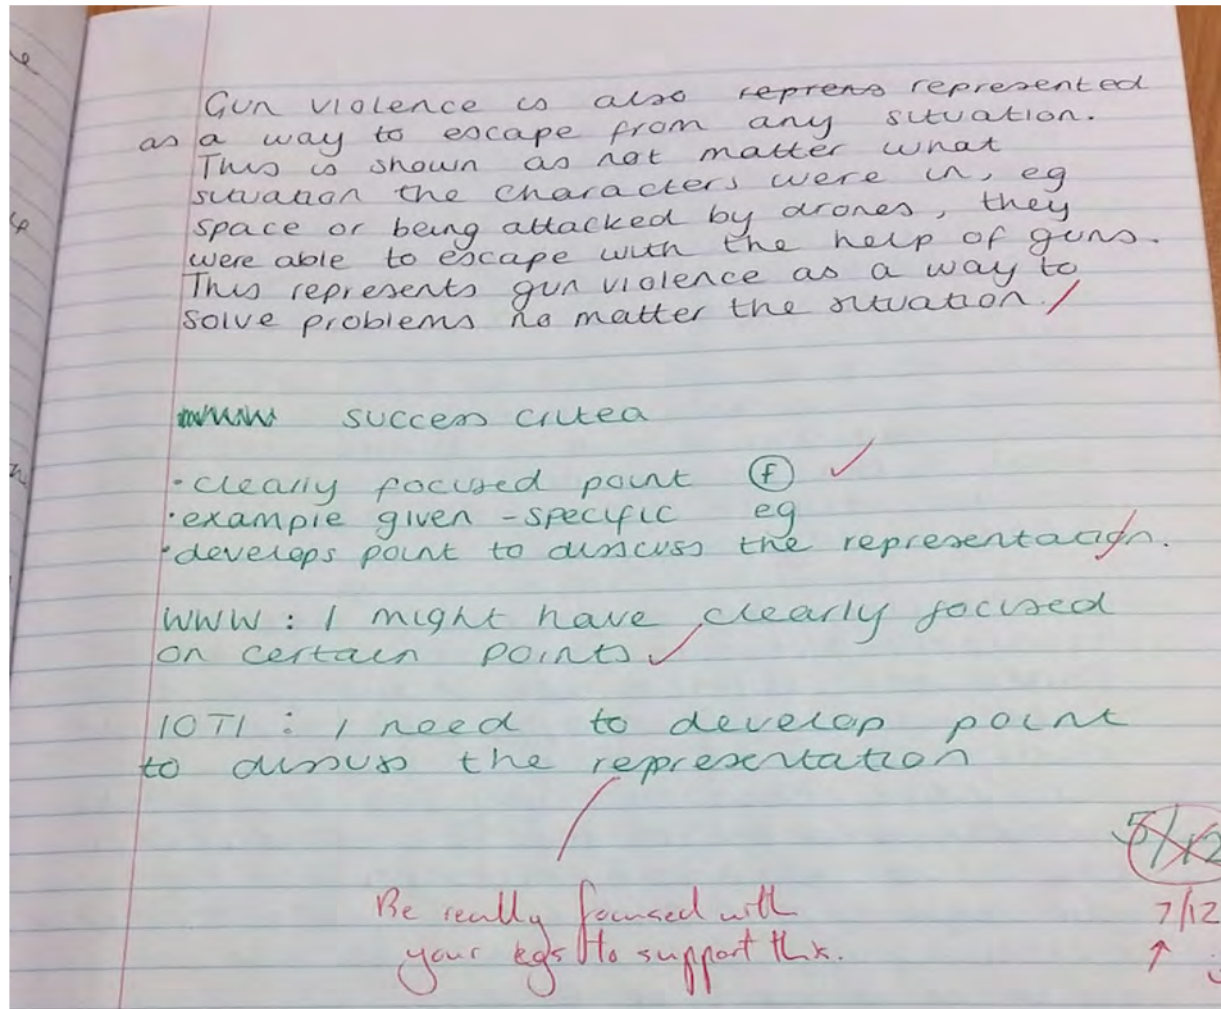 Gun violence is also reprens represented
as a way to escape from any situation.
This is shown as not matter what
situation the characters were in, eg
space or being attacked by drones, they
were able to escape with the help of guns.
This represents gun violence as a way to
solve problems no matter the situation.
success critea
• clearly focused point (f)
• example given - specific eg
• develops point to discuss the representation.
WWW : I might have clearly focused
on certain points
IOTI : I need to develop point
to disuss the representation
5/12
Be really focused with
7/12
your egs to support this.